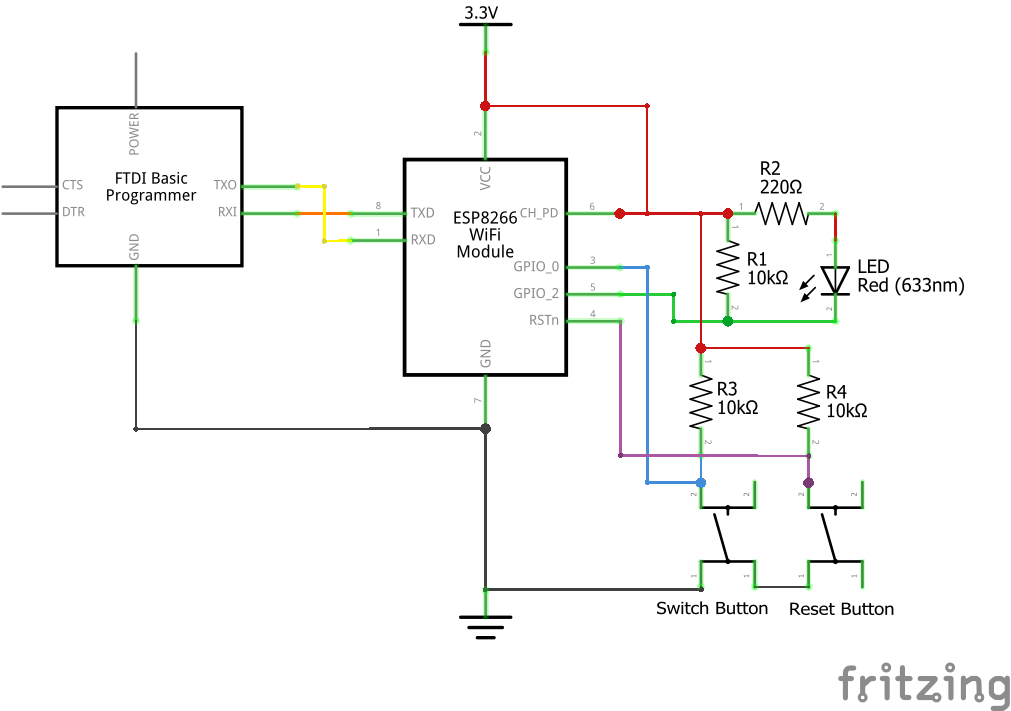 3.3V
2
VCC
POWER
FTDI Basic
Programmer
CTS
DTR
TXO
RXI
GND
8
1
TXD
RXD
ESP8266
WiFi
Module
CH_PD
GPIO_0
GPIO_2
RSTn
GND
7
6
3
5
4
R2
220Ω
1
2
1
R1
10kΩ
2
1
LED
Red (633nm)
2
1
R3
10kΩ
2
1
R4
10kΩ
2
2
2
2
2
1
1
1
1
Switch Button
Reset Button
fritzing